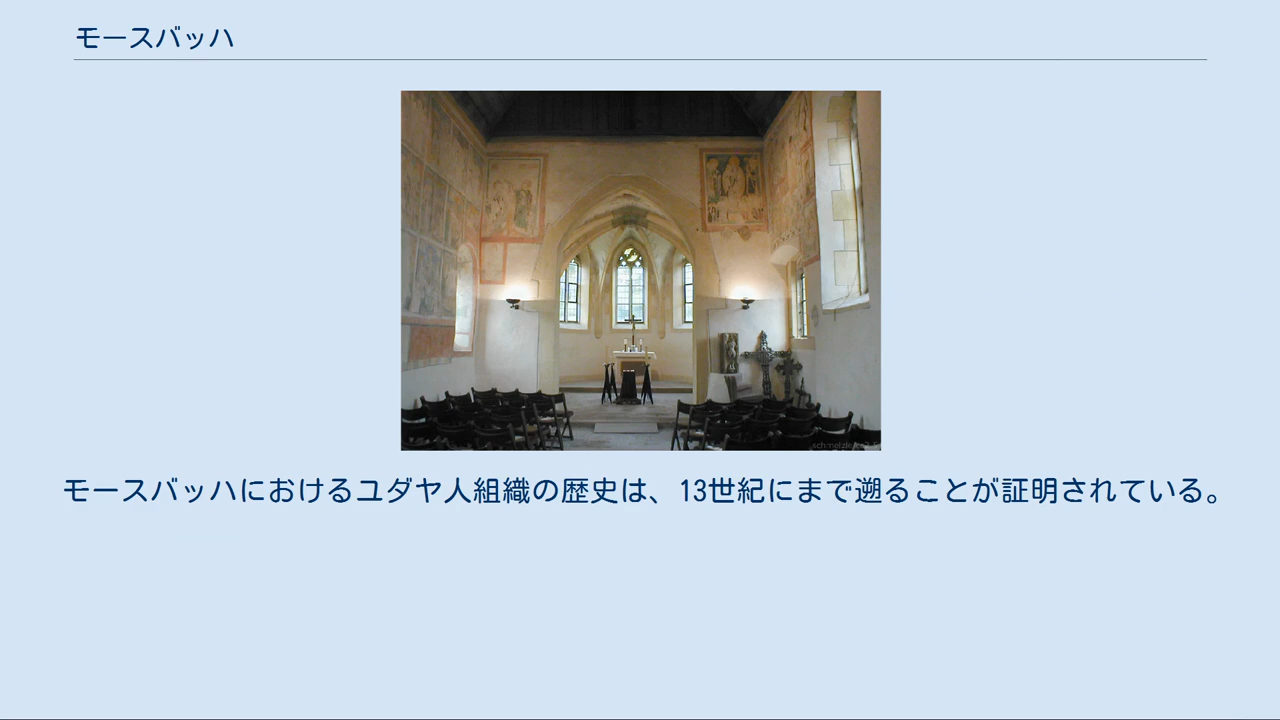 モースバッハ
モースバッハにおけるユダヤ人組織の歴史は、13世紀にまで遡ることが証明されている。